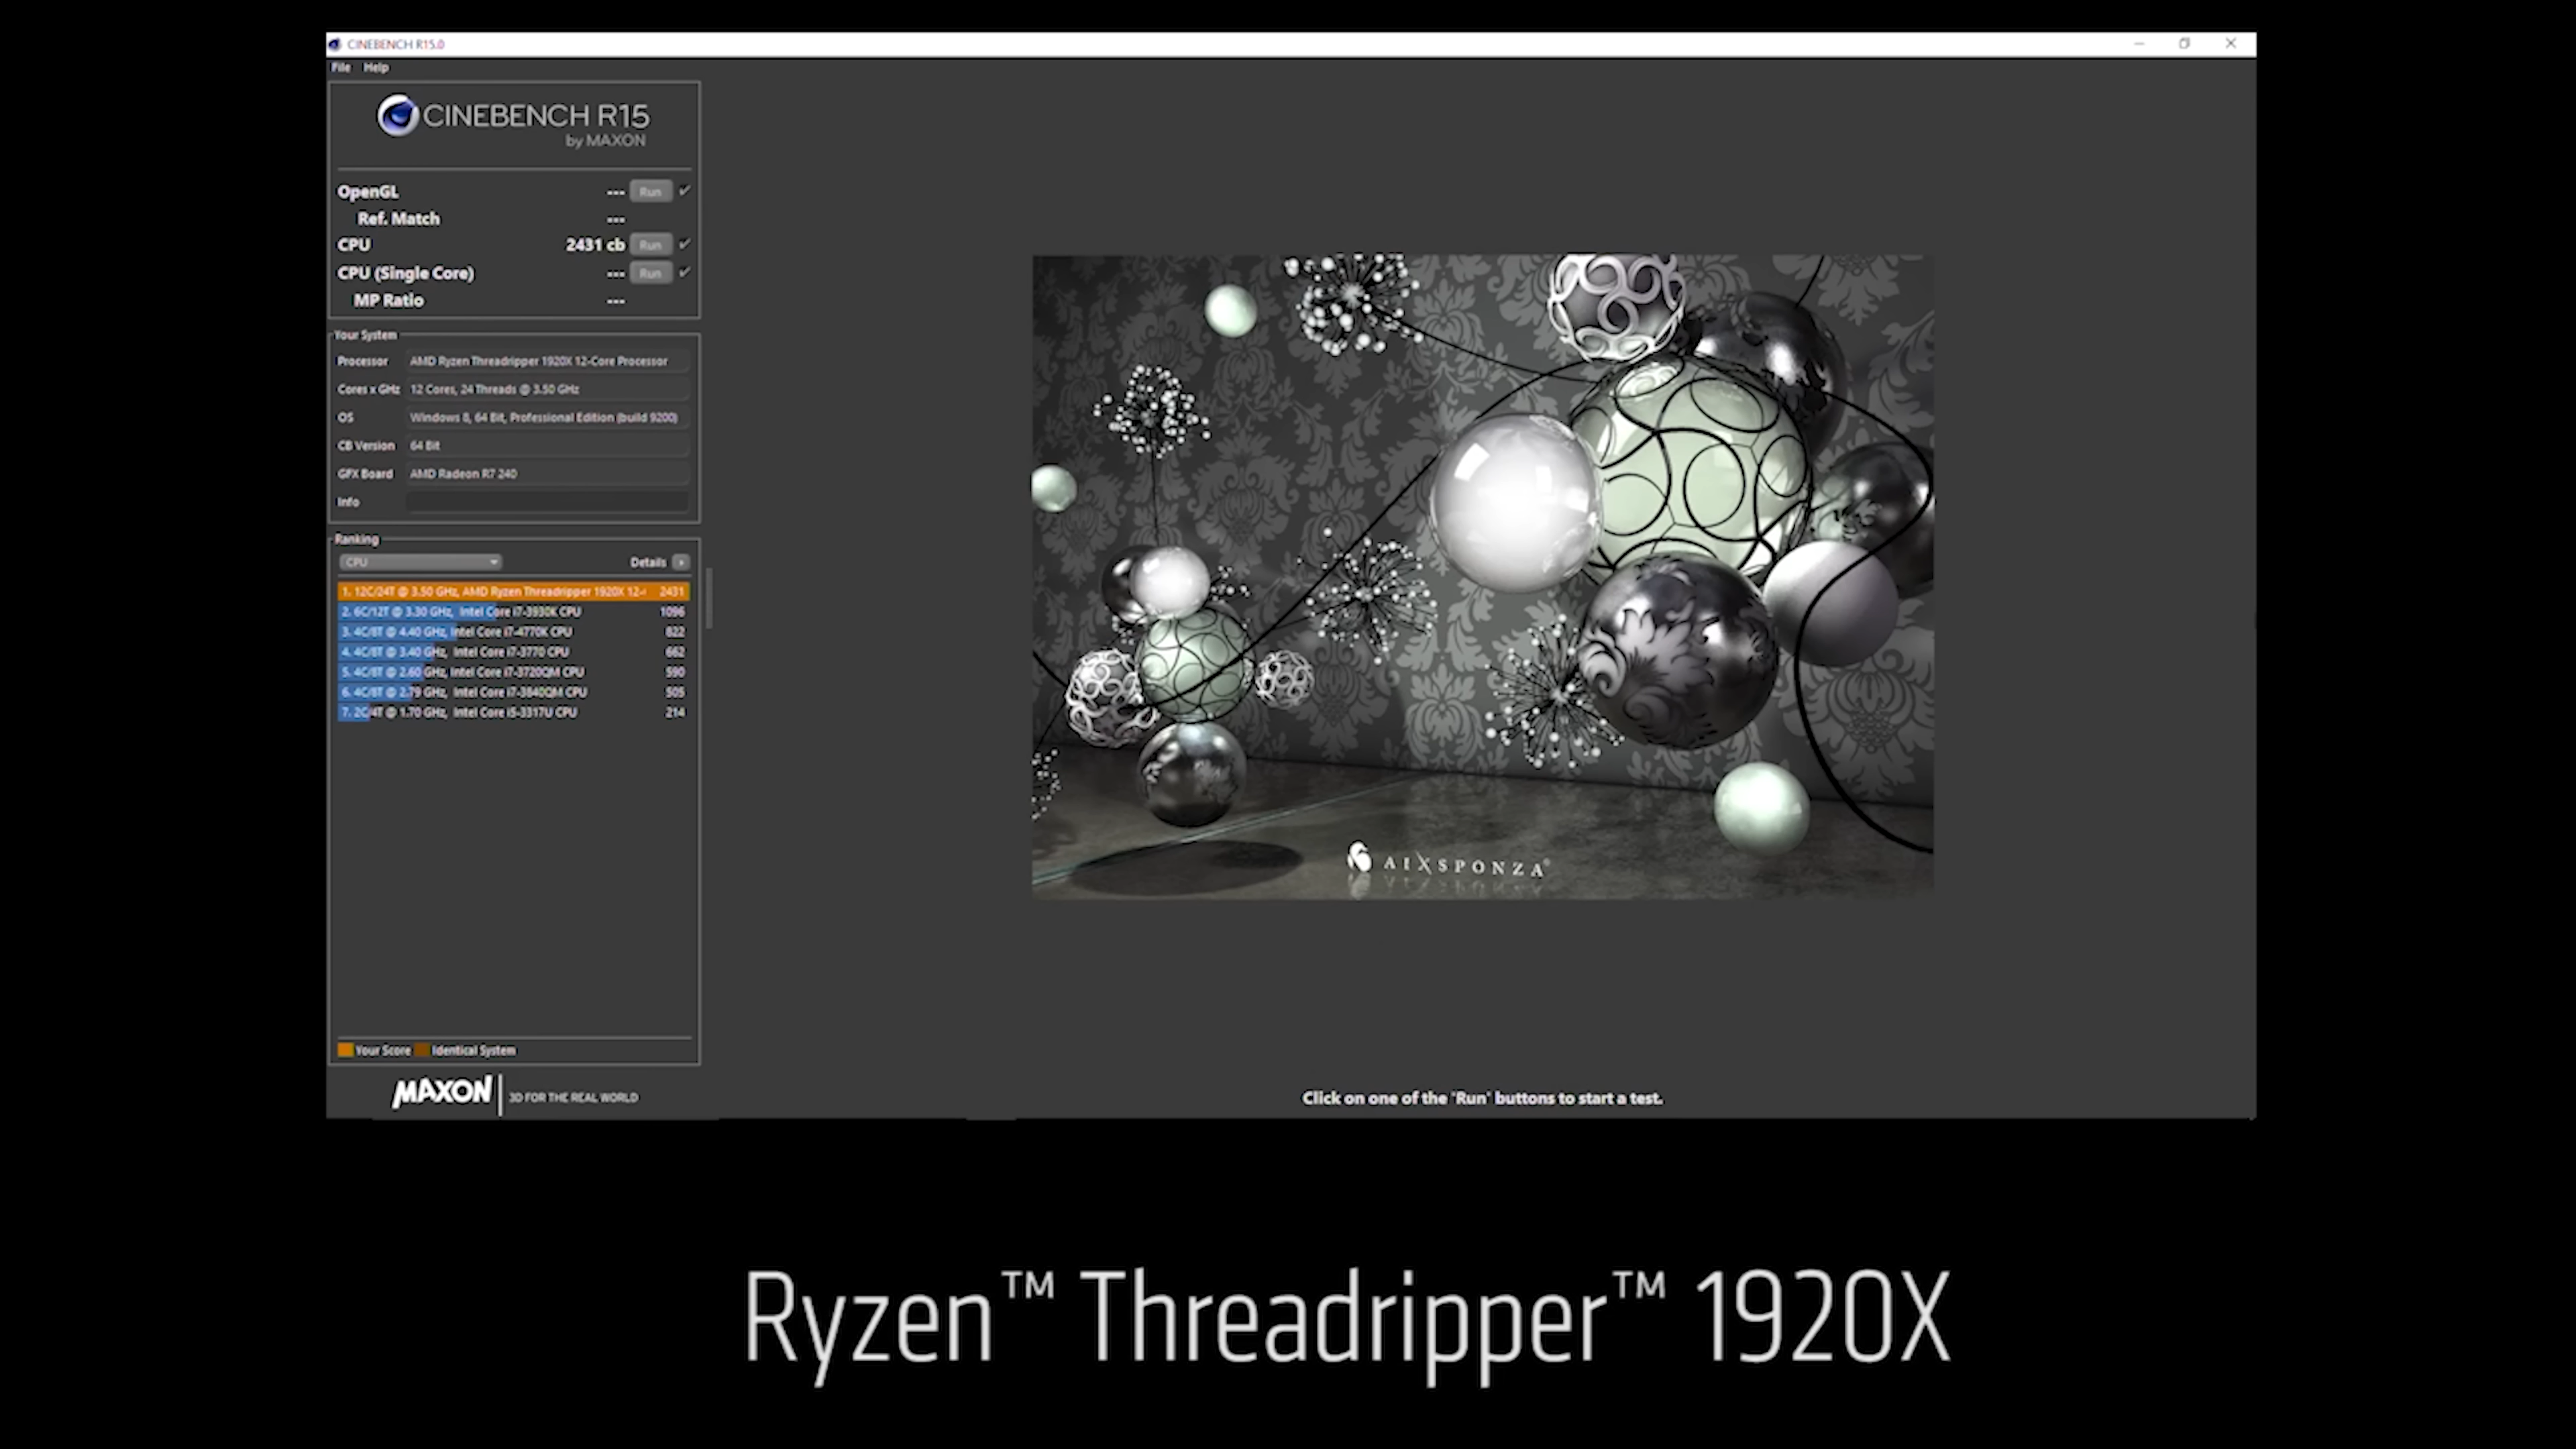 CINEBENCH R15.0
File Help
CINEBENCH R15
by MAXON
OpenGL --- Run
Ref. Match ---
CPU 2431 cb Run
CPU (Single Core) --- Run
MP Ratio ---
Your System
Processor AMD Ryzen Threadripper 1920X 12-Core Processor
Cores x GHz 12 Cores, 24 Threads @ 3.50 GHz
OS Windows 8, 64 Bit, Professional Edition (build 9200)
CB Version 64 Bit
GFX Board AMD Radeon R7 240
Info
Ranking
CPU Details
1. 12C/24T @ 3.50 GHz, AMD Ryzen Threadripper 1920X 12-c 2431
2. 6C/12T @ 3.30 GHz, Intel Core i7-3930K CPU 1096
3. 4C/8T @ 4.40 GHz, Intel Core i7-4770K CPU 822
4. 4C/8T @ 3.40 GHz, Intel Core i7-3770 CPU 662
5. 4C/8T @ 2.60 GHz, Intel Core i7-3720QM CPU 590
6. 4C/8T @ 2.79 GHz, Intel Core i7-3840QM CPU 505
7. 2C/4T @ 1.70 GHz, Intel Core i5-3317U CPU 214
AIXSPONZA®
Your Score Identical System
MAXON 3D FOR THE REAL WORLD
Click on one of the 'Run' buttons to start a test.
Ryzen™ Threadripper™ 1920X